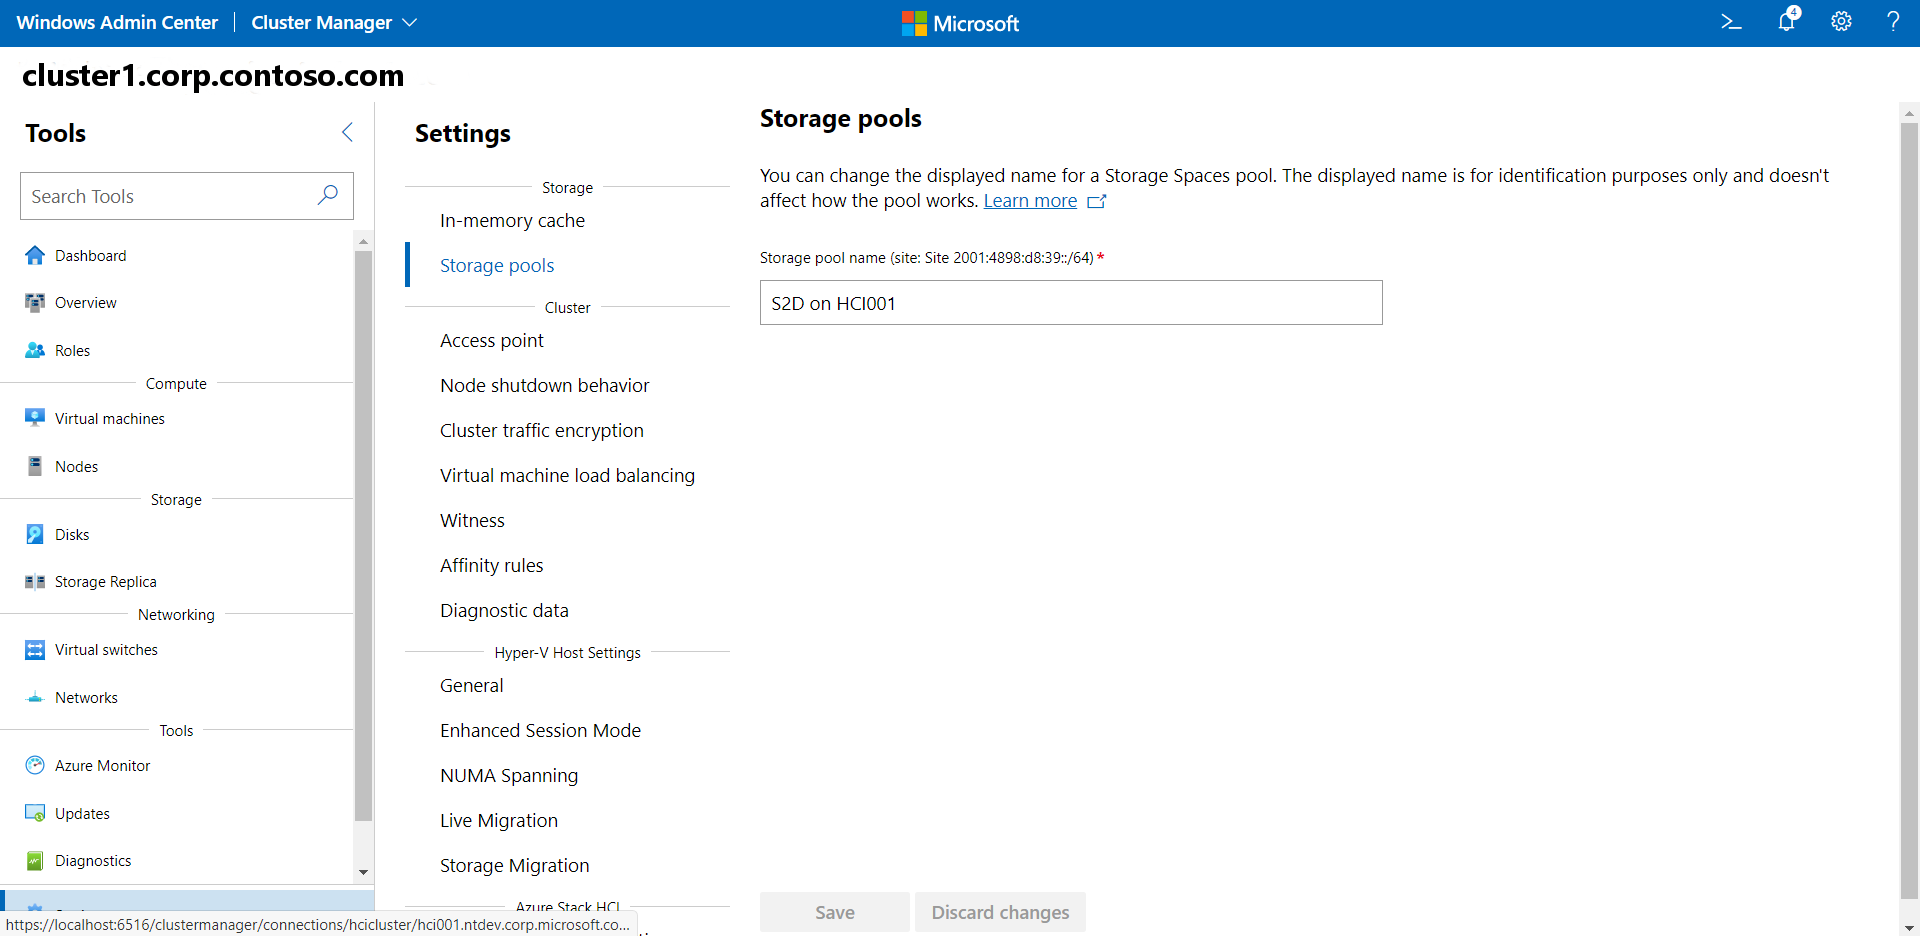 Windows Admin Center
Cluster Manager
Microsoft
4
cluster1.corp.contoso.com
Tools
Search Tools
Dashboard
Overview
Roles
Compute
Virtual machines
Nodes
Storage
Disks
Storage Replica
Networking
Virtual switches
Networks
Tools
Azure Monitor
Updates
Diagnostics
https://localhost:6516/clustermanager/connections/hcicluster/hci001.ntdev.corp.microsoft.co...
Settings
Storage
In-memory cache
Storage pools
Cluster
Access point
Node shutdown behavior
Cluster traffic encryption
Virtual machine load balancing
Witness
Affinity rules
Diagnostic data
Hyper-V Host Settings
General
Enhanced Session Mode
NUMA Spanning
Live Migration
Storage Migration
Azure Stack HCI
Storage pools
You can change the displayed name for a Storage Spaces pool. The displayed name is for identification purposes only and doesn't
affect how the pool works. Learn more
Storage pool name (site: Site 2001:4898:d8:39::/64) *
S2D on HCI001
Save
Discard changes